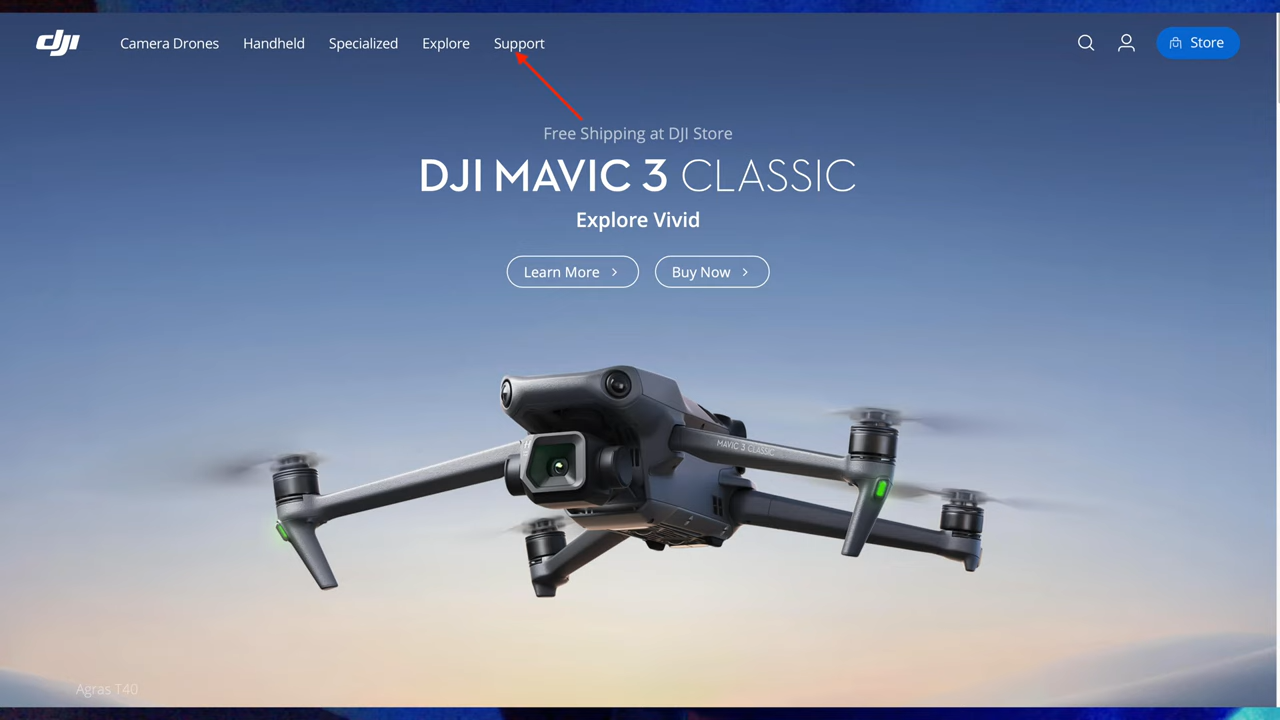 dji
Camera Drones Handheld Specialized Explore Support Store
Free Shipping at DJI Store
DJI MAVIC 3 CLASSIC
Explore Vivid
Learn More Buy Now
MAVIC 3 CLASSIC
Agras T40